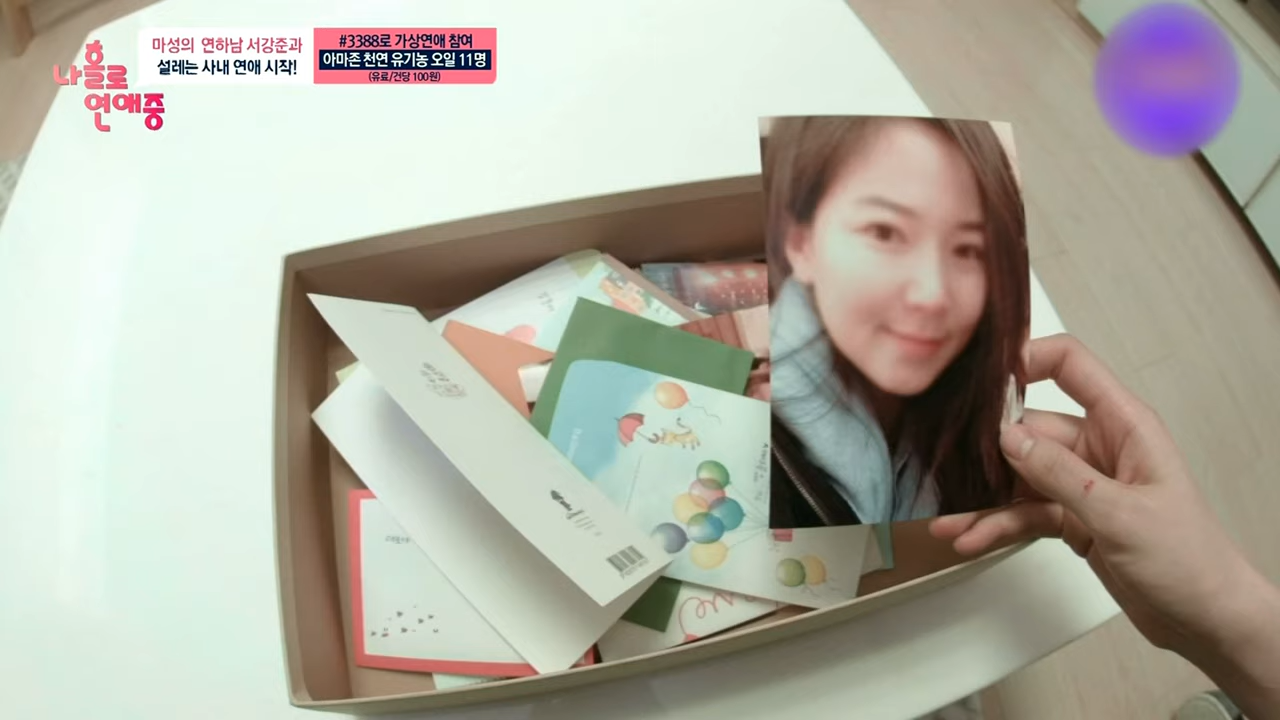 나홀로
연애중
마성의 연하남 서강준과
설레는 사내 연애 시작!
#3388로 가상연애 참여
아마존 천연 유기농 오일 11명
(유료/건당 100원)